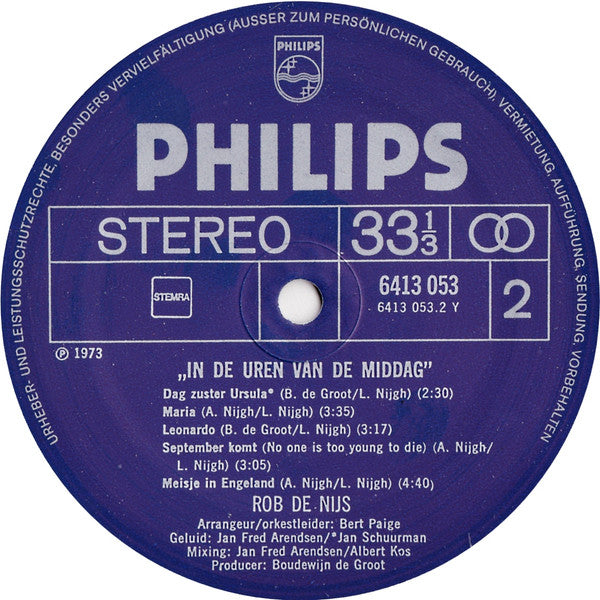 URHEBER- UND LEISTUNGSSCHUTZRECHTE, BESONDERS VERVIELFÄLTIGUNG (AUSSER ZUM PERSÖNLICHEN GEBRAUCH), VERMIETUNG, AUFFÜHRUNG, SENDUNG, VORBEHALTEN
PHILIPS
PHILIPS
STEREO 33 1/3
STEMRA
6413 053
6413 053.2 Y
2
Ⓟ 1973
„IN DE UREN VAN DE MIDDAG”
Dag zuster Ursula* (B. de Groot/L. Nijgh) (2:30)
Maria (A. Nijgh/L. Nijgh) (3:35)
Leonardo (B. de Groot/L. Nijgh) (3:17)
September komt (No one is too young to die) (A. Nijgh/
L. Nijgh) (3:05)
Meisje in Engeland (A. Nijgh/L. Nijgh) (4:40)
ROB DE NIJS
Arrangeur/orkestleider: Bert Paige
Geluid: Jan Fred Arendsen/*Jan Schuurman
Mixing: Jan Fred Arendsen/Albert Kos
Producer: Boudewijn de Groot